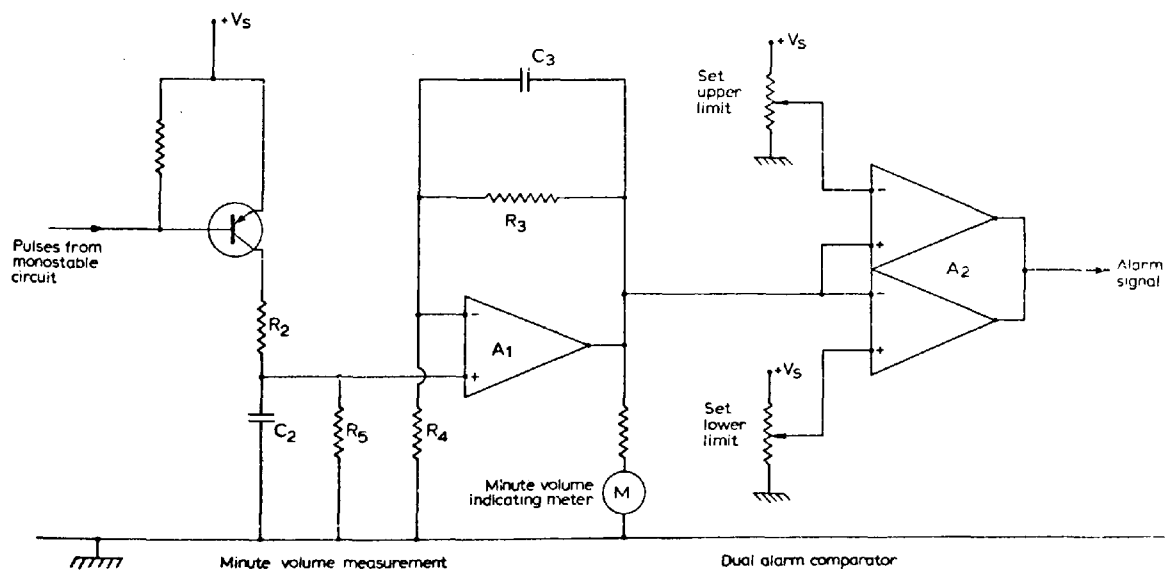 +Vs
C3
+Vs
Set
upper
limit
R3
Pulses from
monostable
circuit
-
+
A2
Alarm
signal
-
+
R2
-
A1
+
+Vs
Set
lower
limit
C2
R5
R4
Minute volume
indicating meter
M
Minute volume measurement
Dual alarm comparator